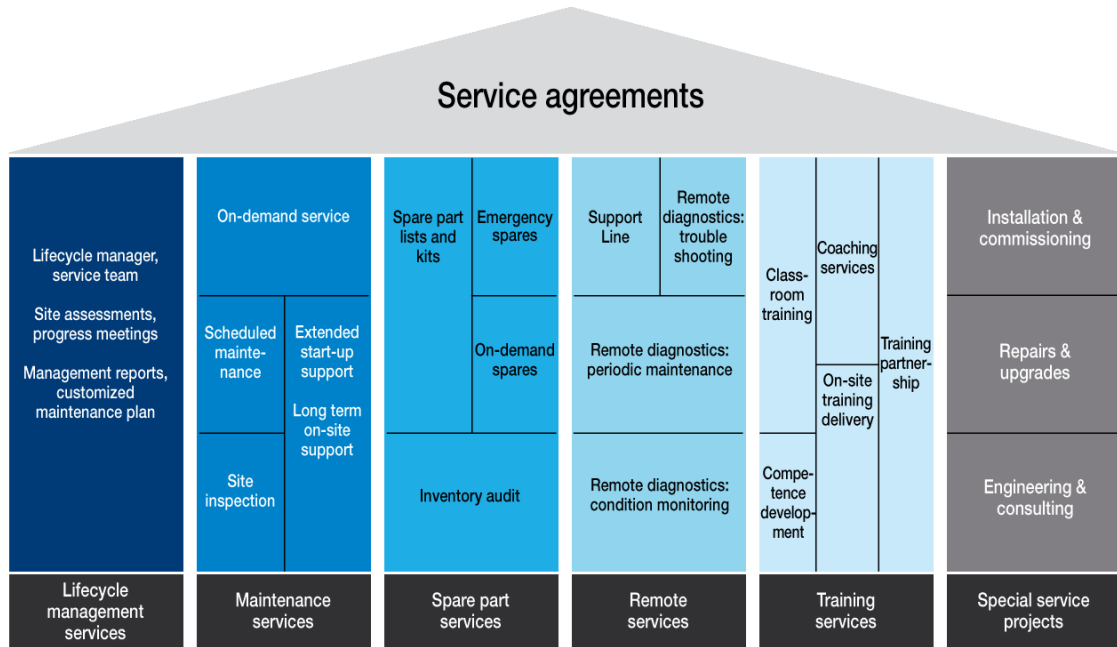 Service agreements
Lifecycle manager,
service team
Site assessments,
progress meetings
Management reports,
customized
maintenance plan
Lifecycle
management
services
On-demand service
Scheduled
mainte-
nance
Extended
start-up
support
Long term
on-site
support
Site
inspection
Maintenance
services
Spare part
lists and
kits
Emergency
spares
On-demand
spares
Inventory audit
Spare part
services
Support
Line
Remote
diagnostics:
trouble
shooting
Remote diagnostics:
periodic maintenance
Remote diagnostics:
condition monitoring
Remote
services
Class-
room
training
Coaching
services
Training
partner-
ship
On-site
training
delivery
Compe-
tence
develop-
ment
Training
services
Installation &
commissioning
Repairs &
upgrades
Engineering &
consulting
Special service
projects